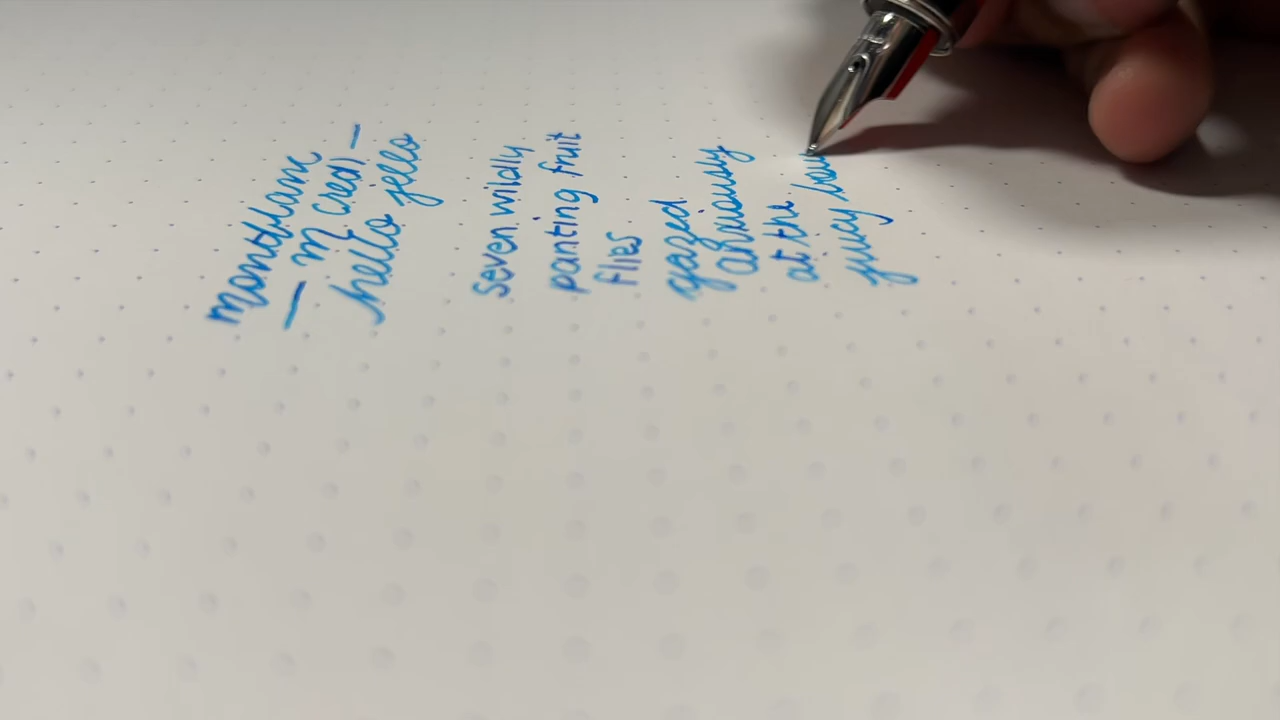 montblanc
— m (red) —
hello jello
seven wildly
panting fruit
flies
gazed
anxiously
at the
juicy